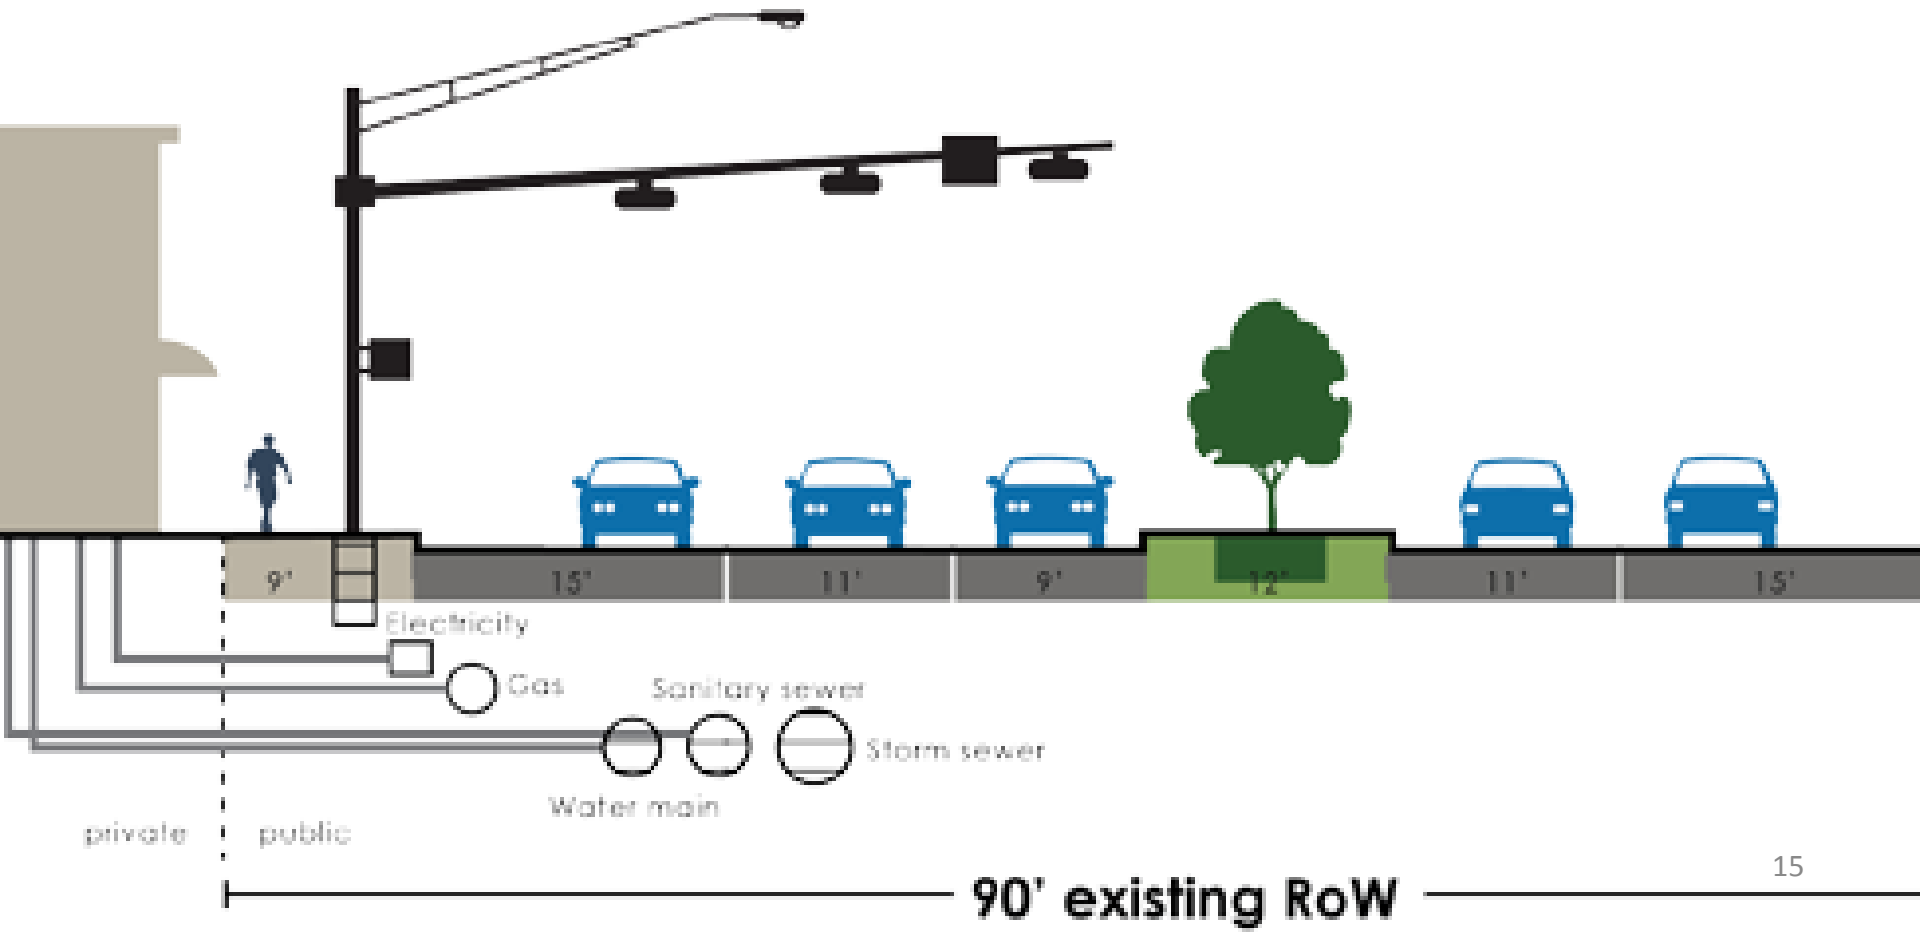 9' 15' 11' 9' 12' 11' 15'
Electricity
Gas
Sanitary sewer
Storm sewer
Water main
private public
15
90' existing RoW